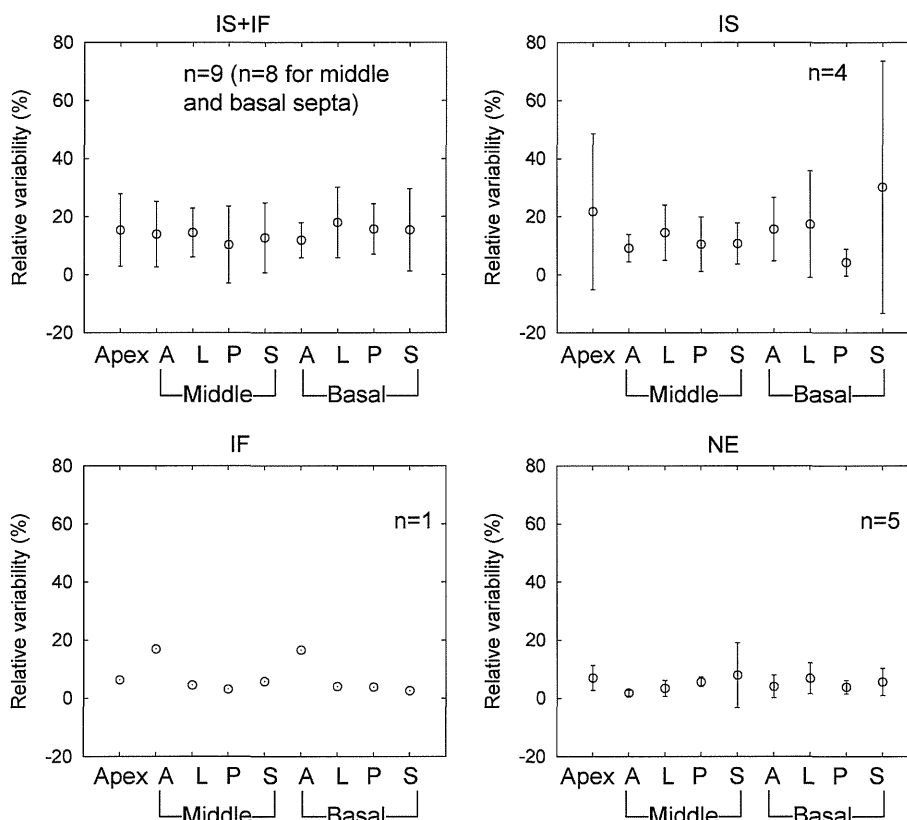 IS+IF
Relative variability (%)
80
60
40
20
0
-20
n=9 (n=8 for middle
and basal septa)
Apex A L P S A L P S
Middle Basal
IS
Relative variability (%)
80
60
40
20
0
-20
n=4
Apex A L P S A L P S
Middle Basal
IF
Relative variability (%)
80
60
40
20
0
-20
n=1
Apex A L P S A L P S
Middle Basal
NE
Relative variability (%)
80
60
40
20
0
-20
n=5
Apex A L P S A L P S
Middle Basal